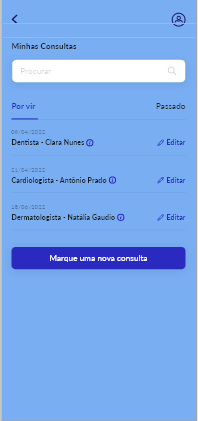 Minhas Consultas
Procurar
Por vir Passado
09/04/2022
Dentista - Clara Nunes Editar
21/04/2022
Cardiologista - Antônio Prado Editar
18/06/2022
Dermatologista - Natália Gaudio Editar
Marque uma nova consulta